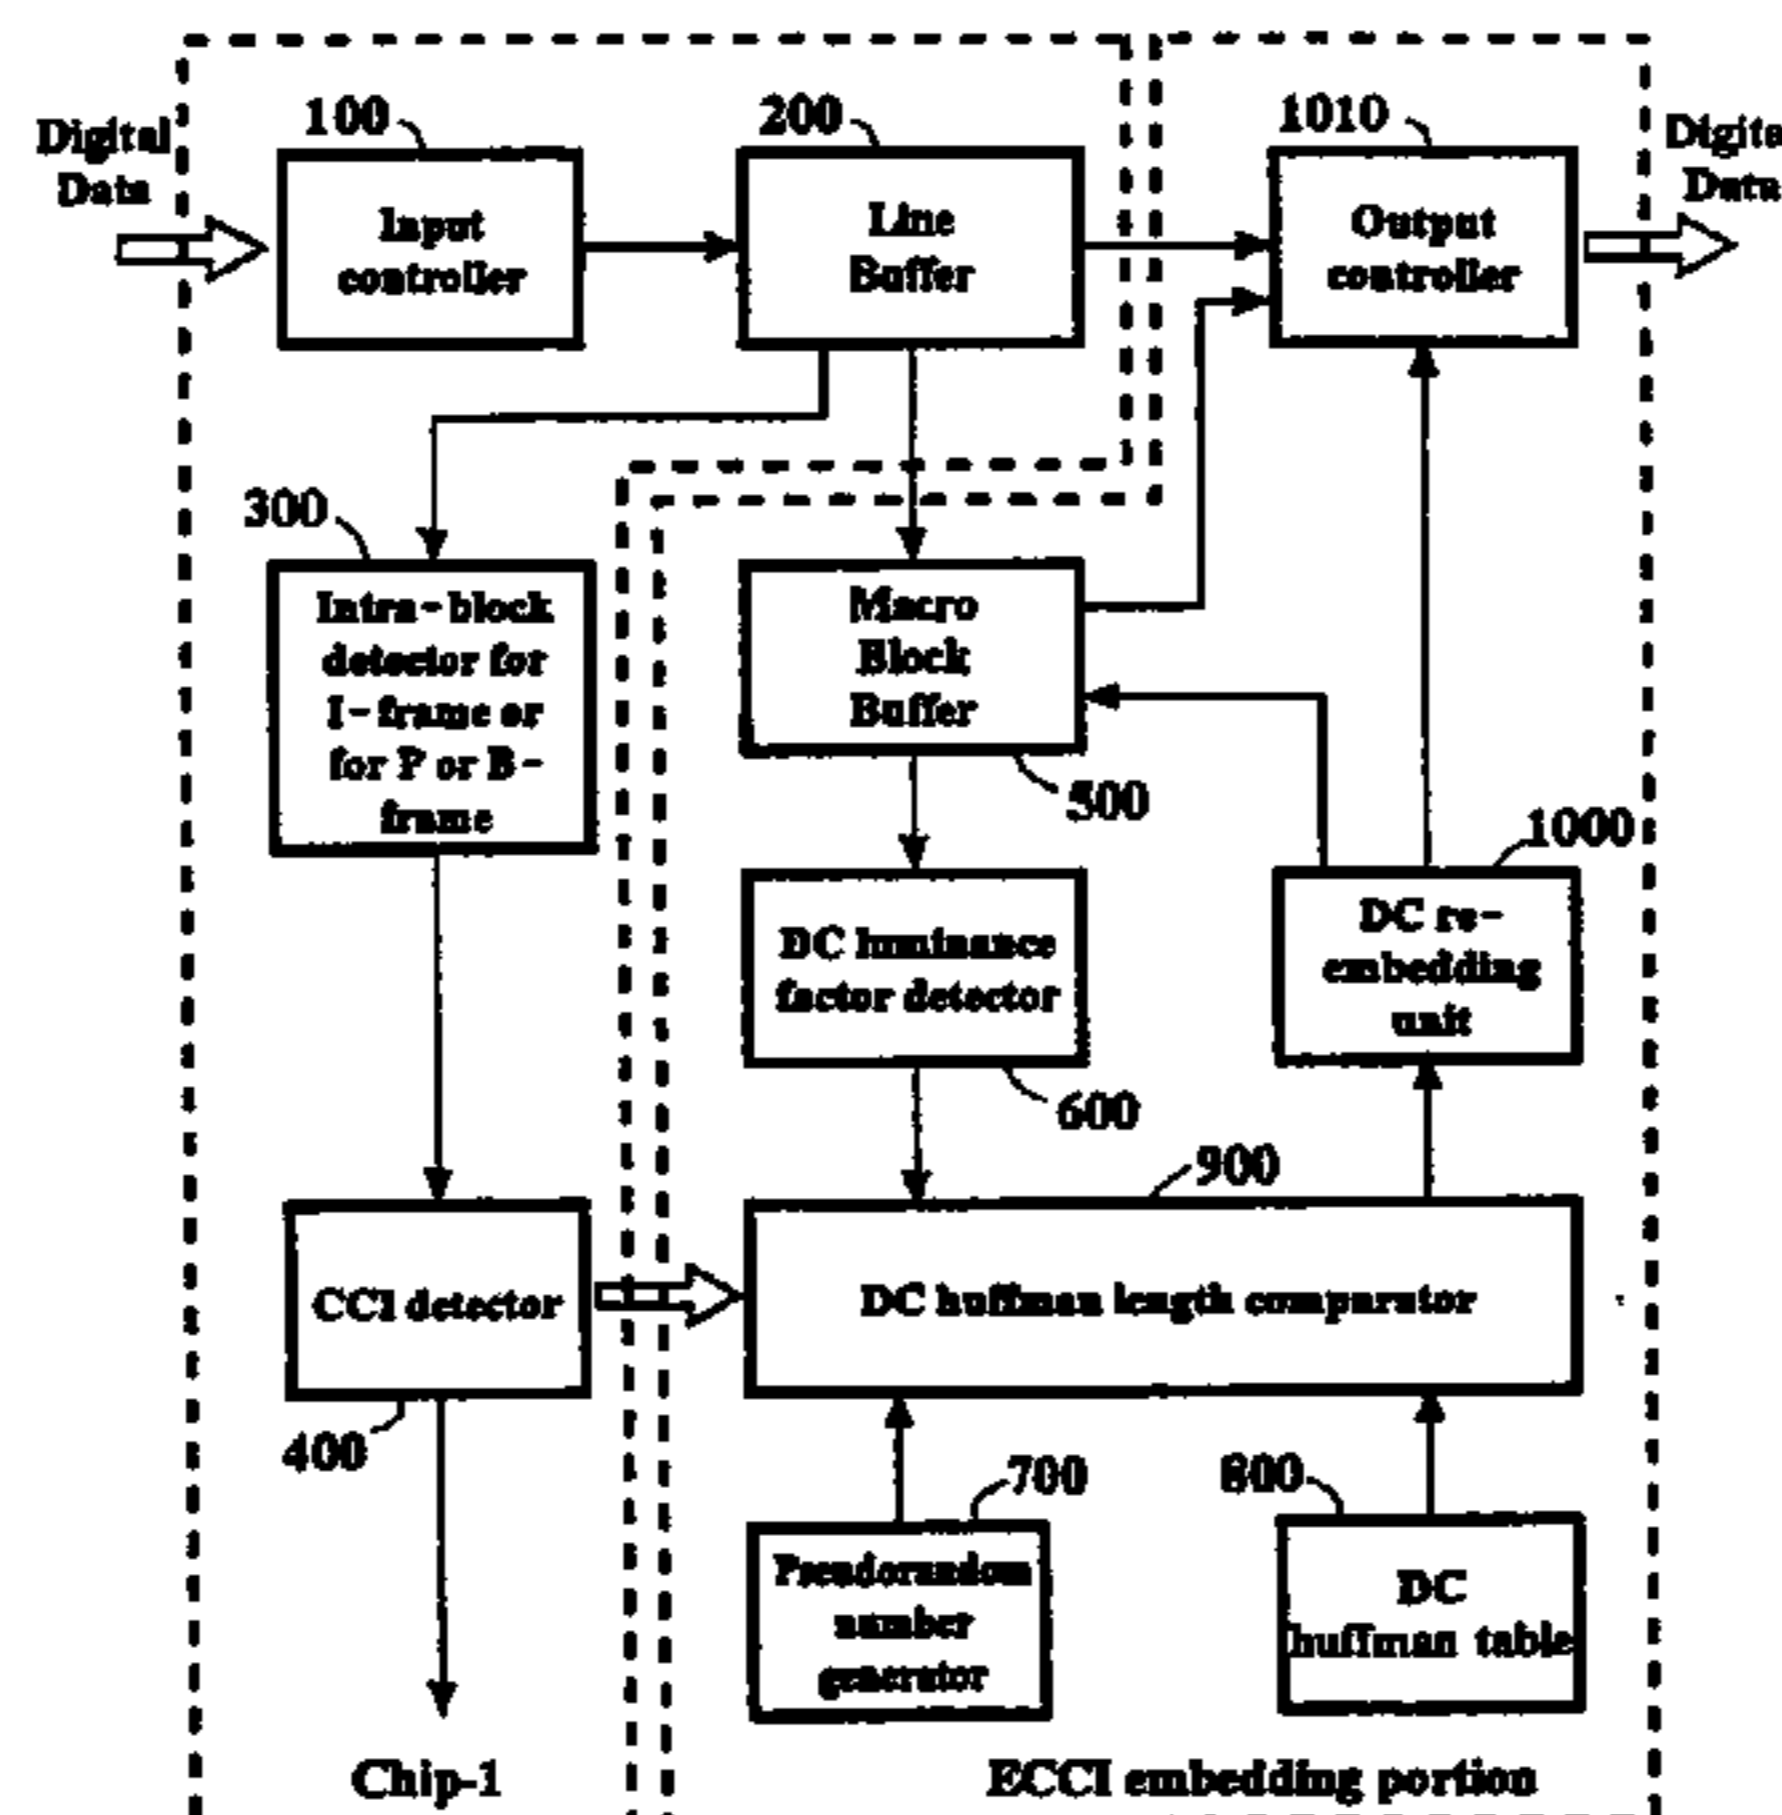 Digital
Data
100
Input
controller
200
Line
Buffer
1010
Output
controller
Digita
Data
300
Intra-block
detector for
I-frame or
for P or B-
frame
Macro
Block
Buffer
500
1000
DC re-
embedding
unit
DC luminance
factor detector
600
900
CCI detector
DC huffman length comparator
400
700
800
Pseudorandom
number
generator
DC
huffman table
Chip-1
ECCI embedding portion